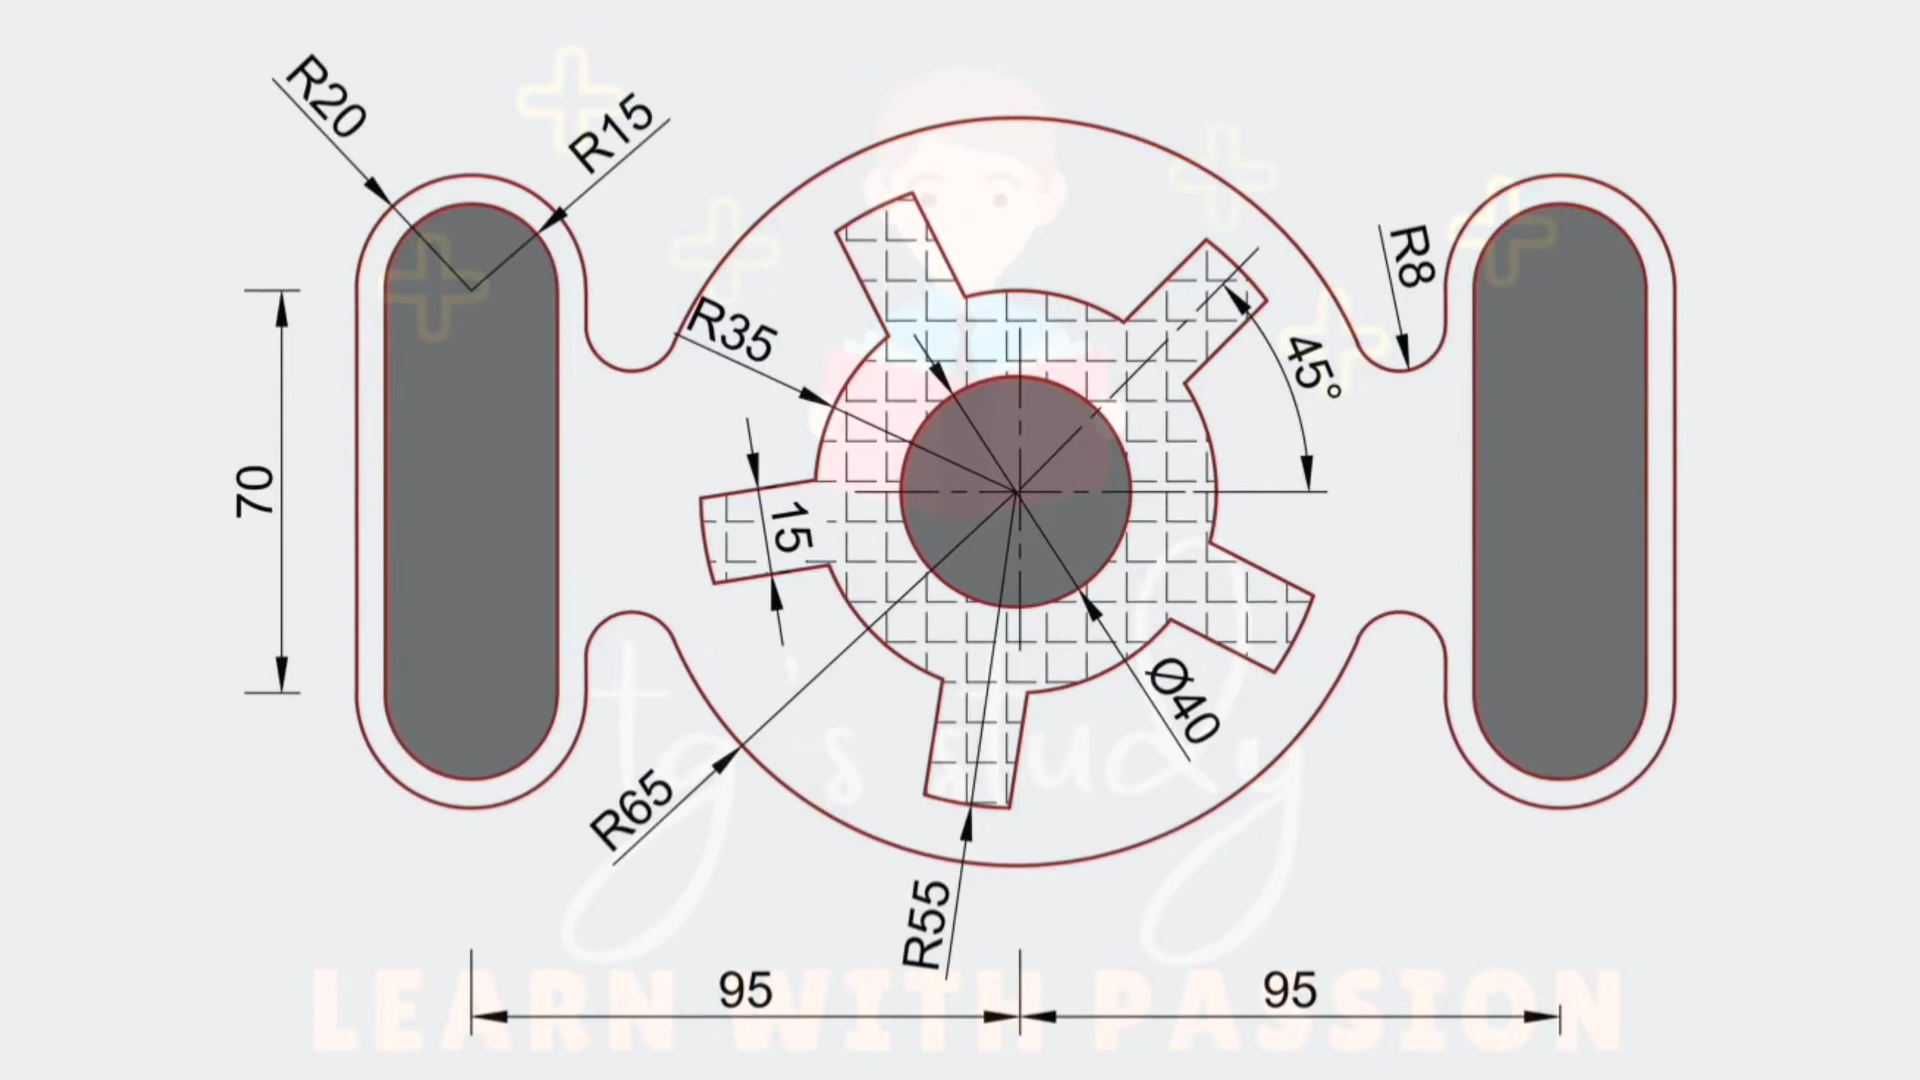 R20
R15
R8
R35
45°
70
15
Ø40
R65
R55
95
95
tg's study
LEARN WITH PASSION